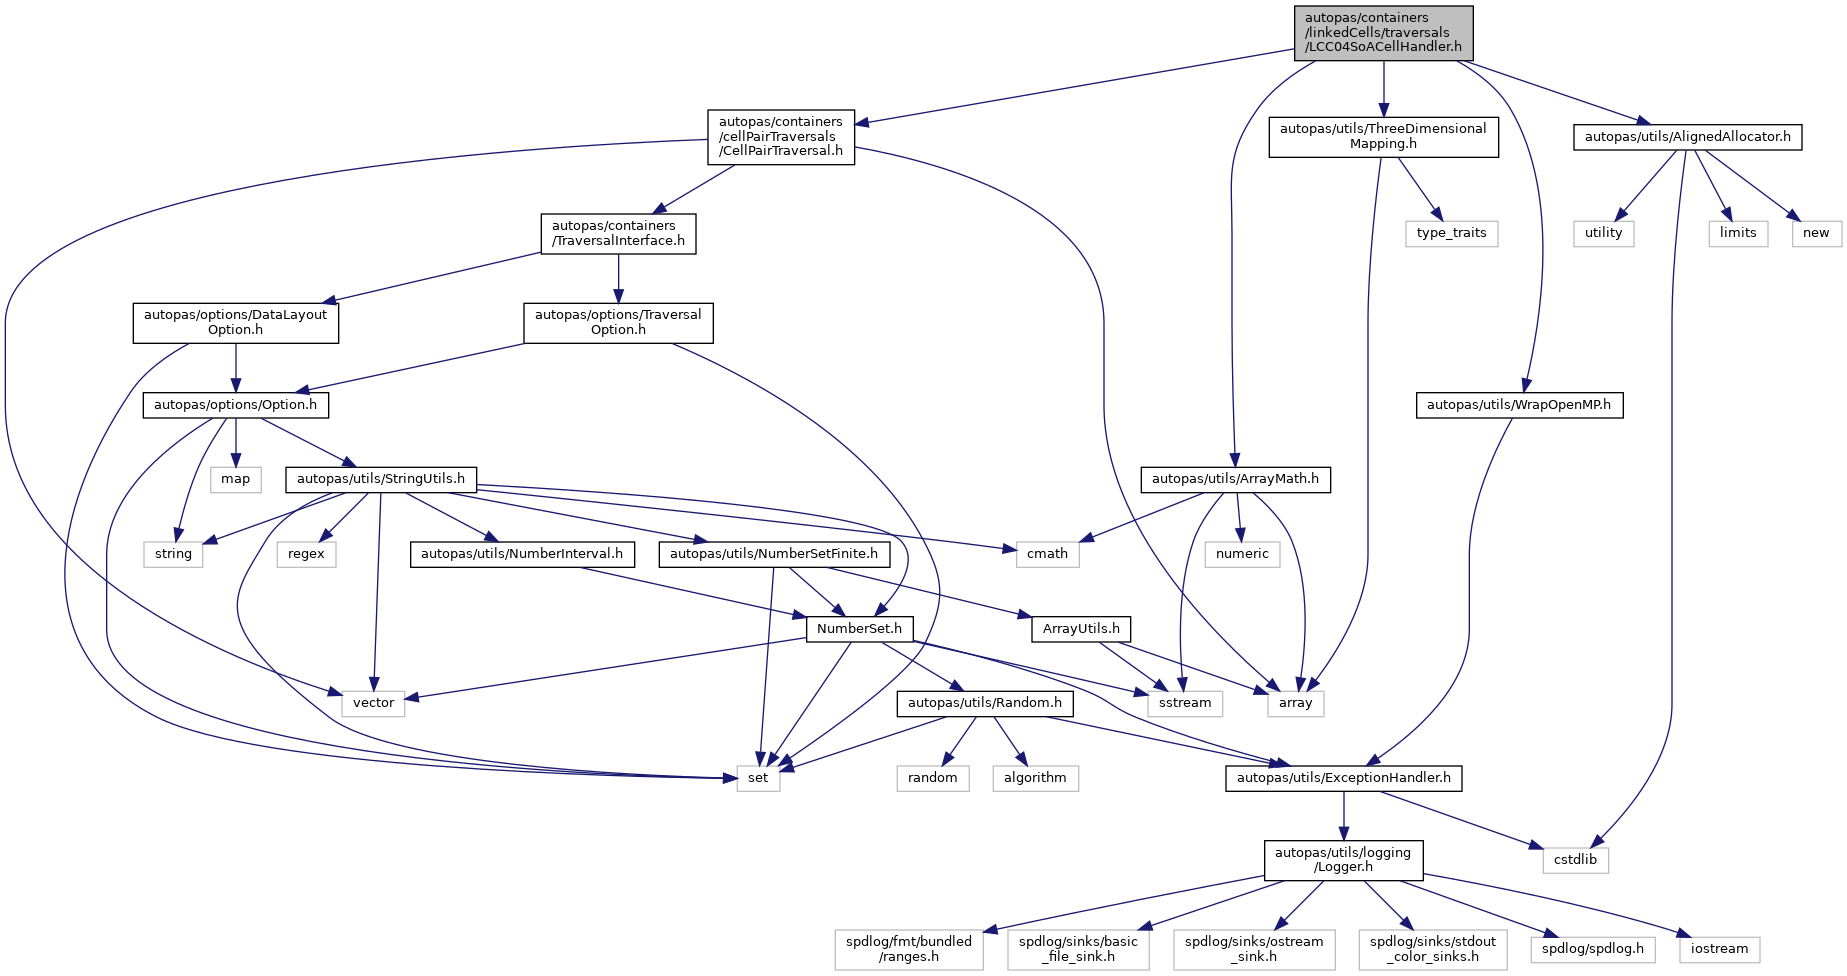 autopas/containers
/linkedCells/traversals
/LCC04SoACellHandler.h
autopas/containers
/cellPairTraversals
/CellPairTraversal.h
autopas/utils/ThreeDimensional
Mapping.h
autopas/utils/AlignedAllocator.h
autopas/containers
/TraversalInterface.h
type_traits
utility
limits
new
autopas/options/DataLayout
Option.h
autopas/options/Traversal
Option.h
autopas/options/Option.h
autopas/utils/WrapOpenMP.h
map
autopas/utils/StringUtils.h
autopas/utils/ArrayMath.h
string
regex
autopas/utils/NumberInterval.h
autopas/utils/NumberSetFinite.h
cmath
numeric
NumberSet.h
ArrayUtils.h
vector
autopas/utils/Random.h
sstream
array
set
random
algorithm
autopas/utils/ExceptionHandler.h
autopas/utils/logging
/Logger.h
cstdlib
spdlog/fmt/bundled
/ranges.h
spdlog/sinks/basic
_file_sink.h
spdlog/sinks/ostream
_sink.h
spdlog/sinks/stdout
_color_sinks.h
spdlog/spdlog.h
iostream